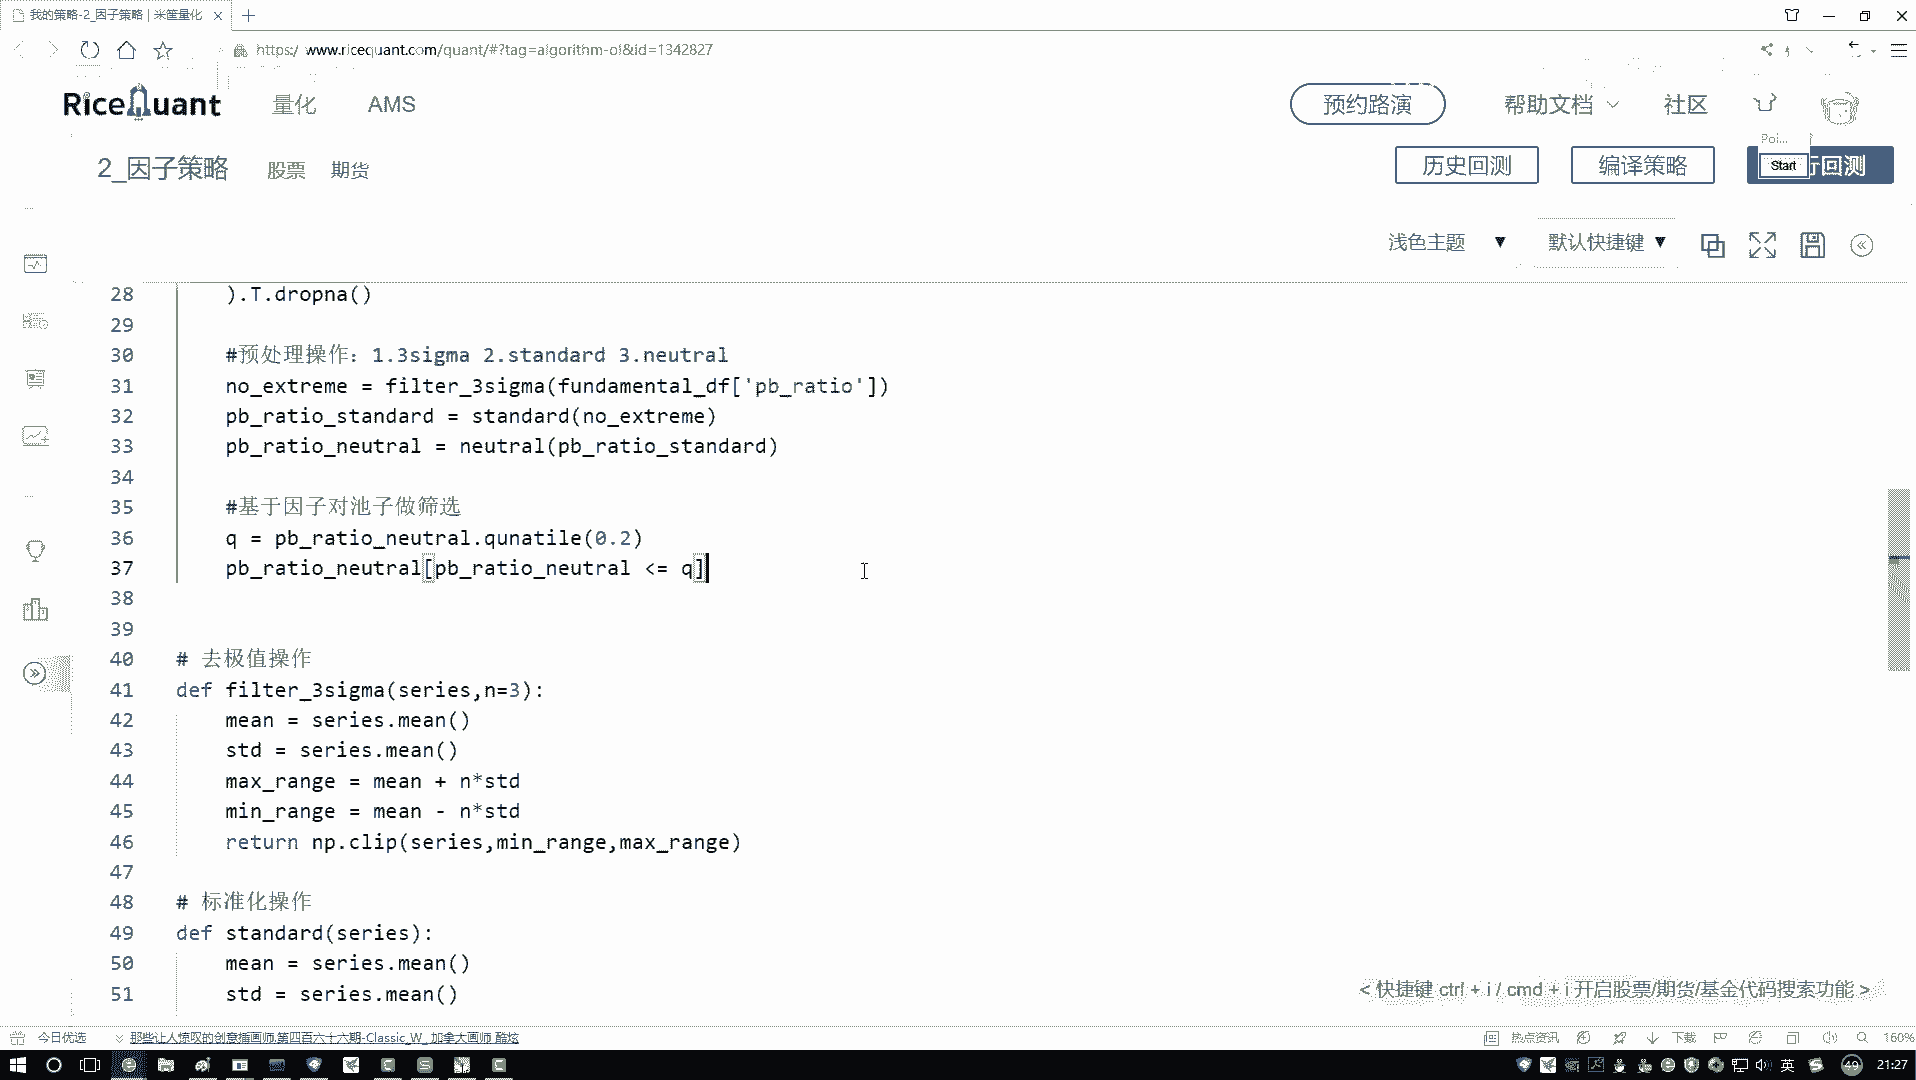 我的策略-2_因子策略 | 米筐量化
https:/ www.ricequant.com/quant/#?tag=algorithm-of&id=1342827
RiceQuant 量化 AMS 预约路演 帮助文档 社区
Poi...
2_因子策略 股票 期货 历史回测 编译策略 Start 行回测
浅色主题 ▼ 默认快捷键 ▼
28 ).T.dropna()
29
30 #预处理操作：1.3sigma 2.standard 3.neutral
31 no_extreme = filter_3sigma(fundamental_df['pb_ratio'])
32 pb_ratio_standard = standard(no_extreme)
33 pb_ratio_neutral = neutral(pb_ratio_standard)
34
35 #基于因子对池子做筛选
36 q = pb_ratio_neutral.qunatile(0.2)
37 pb_ratio_neutral[pb_ratio_neutral <= q]
38
39
40 # 去极值操作
41 def filter_3sigma(series,n=3):
42 mean = series.mean()
43 std = series.mean()
44 max_range = mean + n*std
45 min_range = mean - n*std
46 return np.clip(series,min_range,max_range)
47
48 # 标准化操作
49 def standard(series):
50 mean = series.mean()
51 std = series.mean()
< 快捷键 ctrl + i / cmd + i 开启股票/期货/基金代码搜索功能 >
今日优选 那些让人惊叹的创意插画师.第四百六十六期-Classic_W_ 加拿大画师 酷炫 热点资讯 下载 160%
英 49 21:27